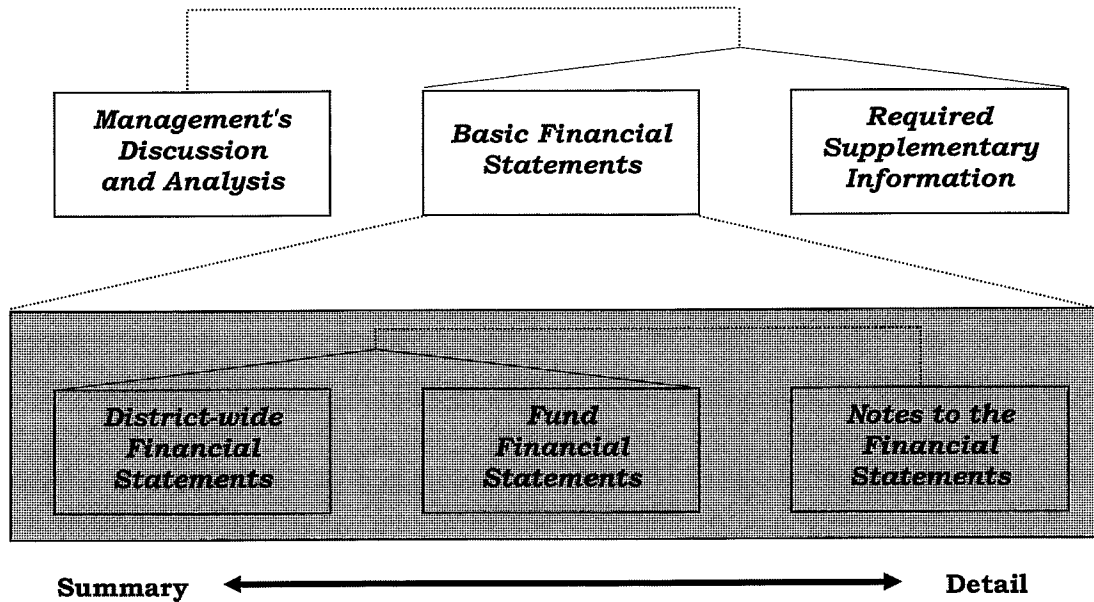 Management's
Discussion
and Analysis
Basic Financial
Statements
Required
Supplementary
Information
District-wide
Financial
Statements
Fund
Financial
Statements
Notes to the
Financial
Statements
Summary
Detail